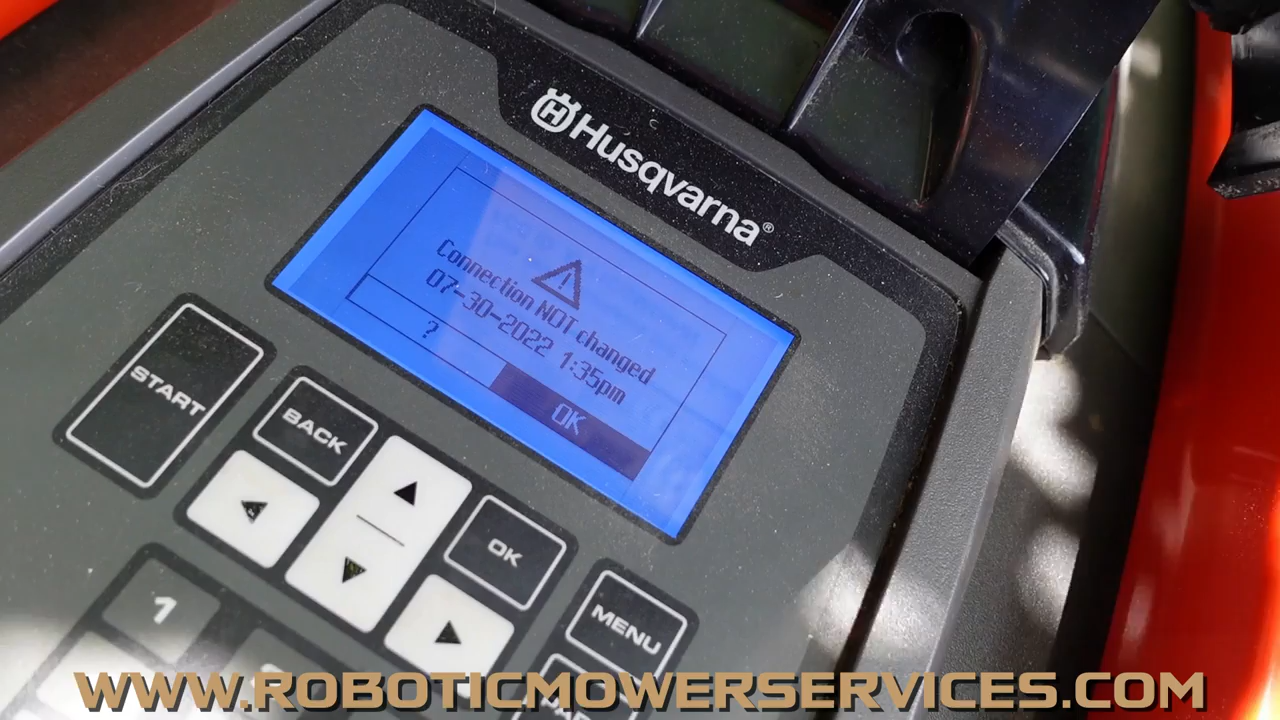 Husqvarna®
Connection NOT changed
07-30-2022 1:35pm
?
OK
START
BACK
OK
MENU
1
WWW.ROBOTICMOWERSERVICES.COM